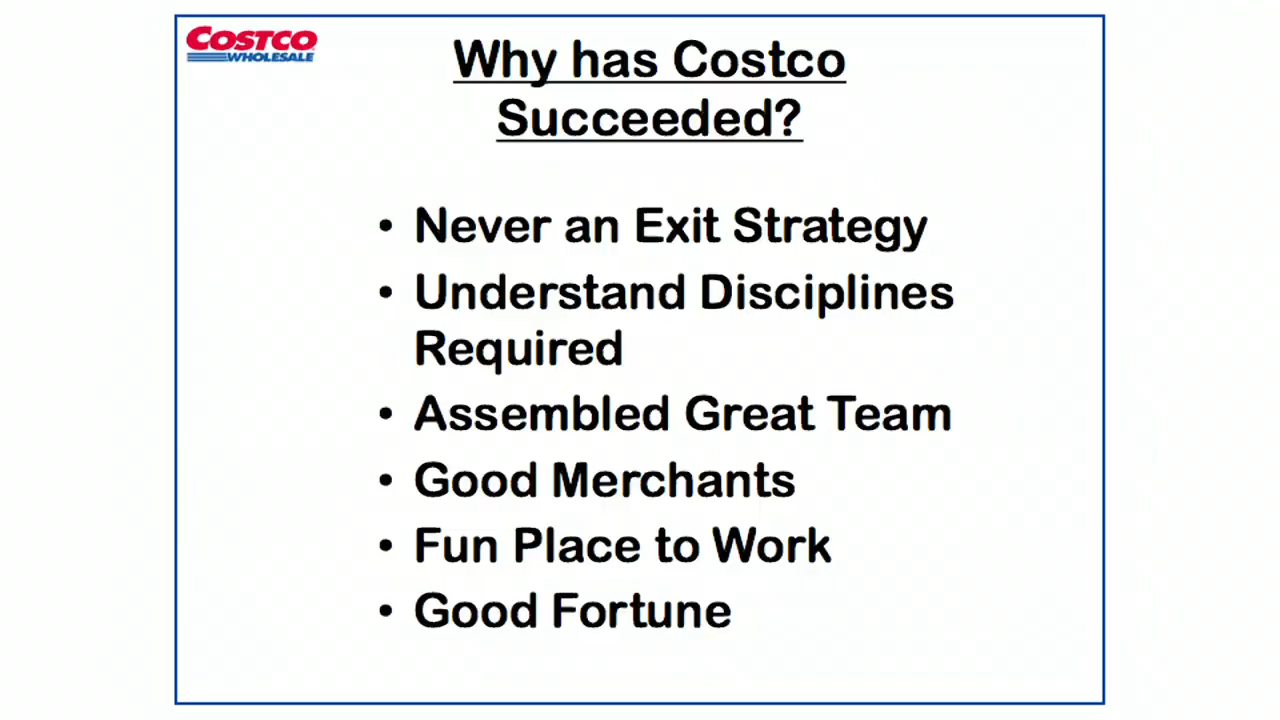 COSTCO
WHOLESALE
Why has Costco
Succeeded?
• Never an Exit Strategy
• Understand Disciplines
Required
• Assembled Great Team
• Good Merchants
• Fun Place to Work
• Good Fortune